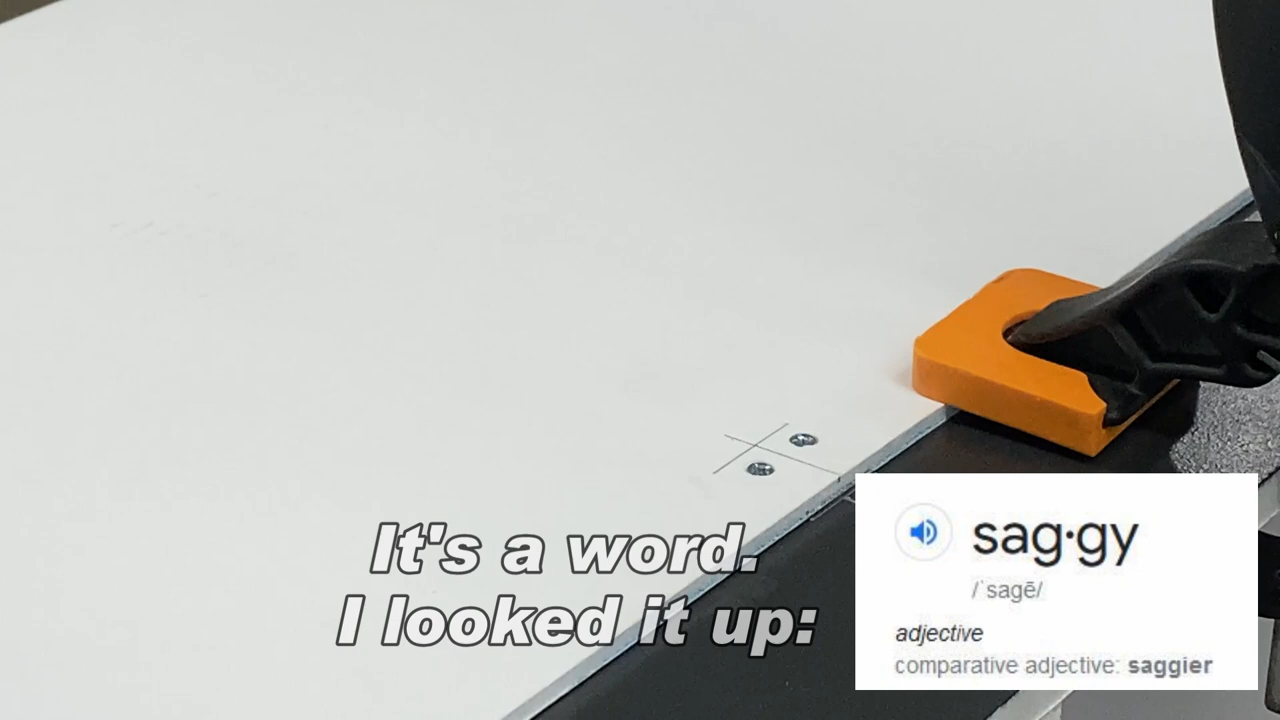 It's a word.
I looked it up:
sag·gy
/ˈsagē/
adjective
comparative adjective: saggier